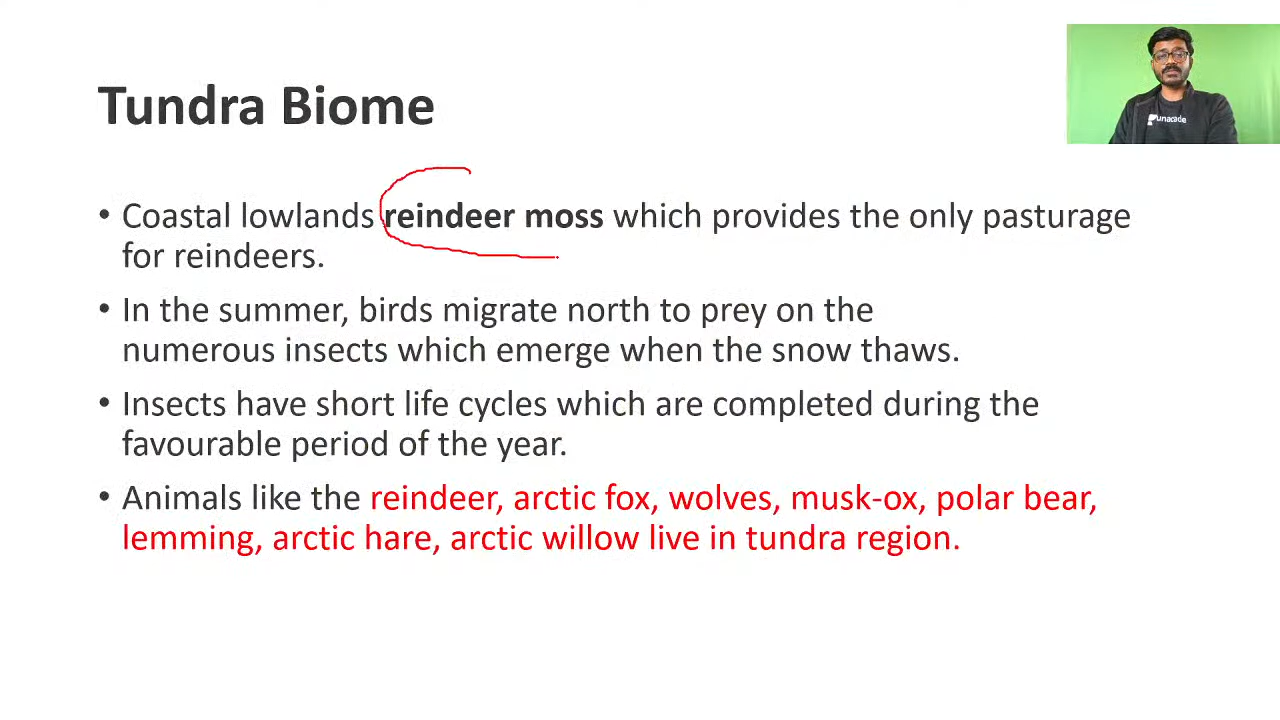 Tundra Biome
• Coastal lowlands reindeer moss which provides the only pasturage
for reindeers.
• In the summer, birds migrate north to prey on the
numerous insects which emerge when the snow thaws.
• Insects have short life cycles which are completed during the
favourable period of the year.
• Animals like the reindeer, arctic fox, wolves, musk-ox, polar bear,
lemming, arctic hare, arctic willow live in tundra region.
unacade